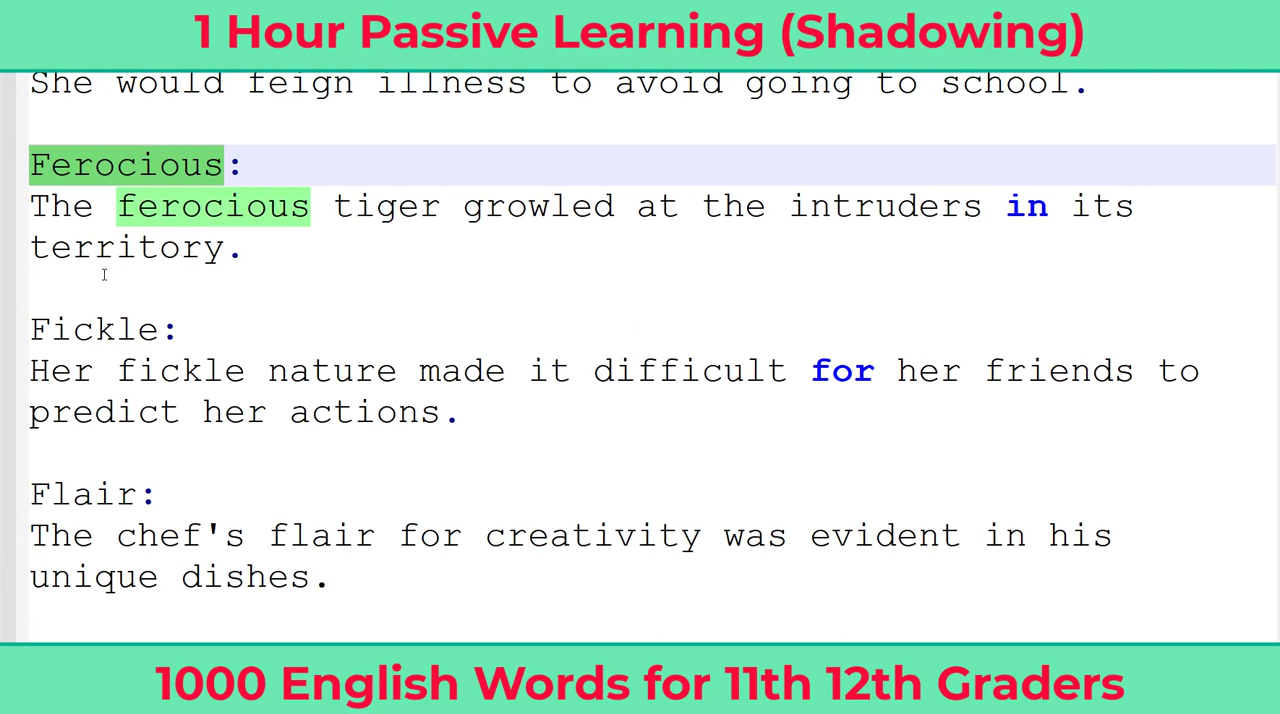 1 Hour Passive Learning (Shadowing)
She would feign illness to avoid going to school.
Ferocious:
The ferocious tiger growled at the intruders in its
territory.
Fickle:
Her fickle nature made it difficult for her friends to
predict her actions.
Flair:
The chef's flair for creativity was evident in his
unique dishes.
1000 English Words for 11th 12th Graders